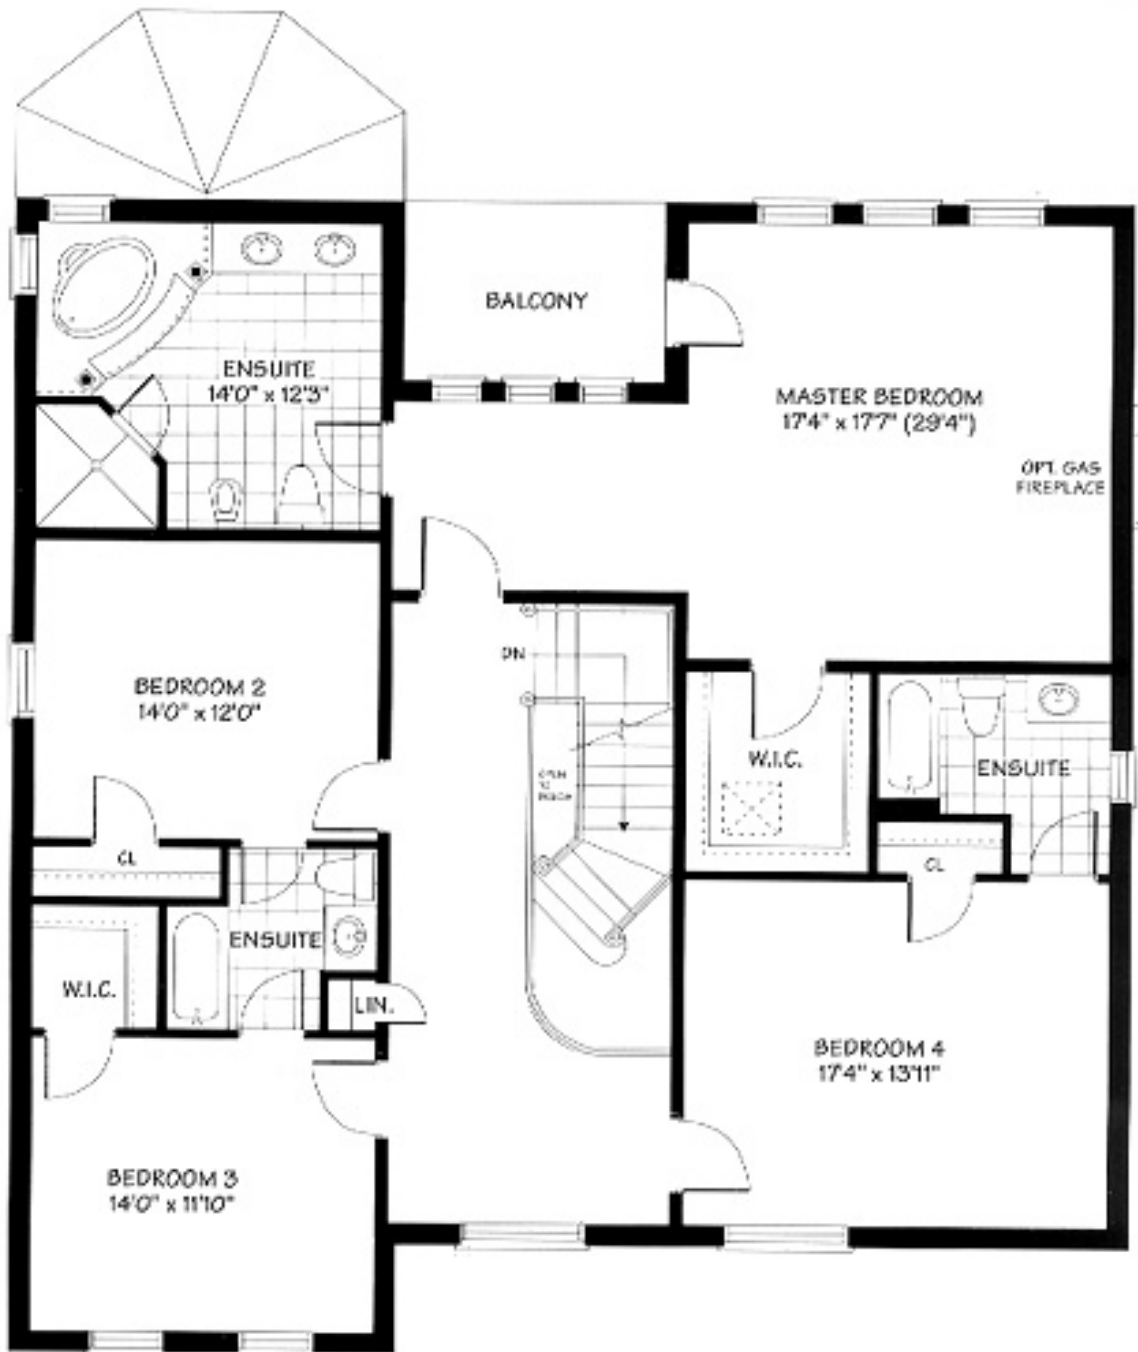 BALCONY
ENSUITE
14'0" x 12'3"
MASTER BEDROOM
17'4" x 17'7" (29'4")
OPT. GAS
FIREPLACE
DN
BEDROOM 2
14'0" x 12'0"
W.I.C.
ENSUITE
OPEN
TO
CL
CL
ENSUITE
W.I.C.
LIN.
BEDROOM 4
17'4" x 13'11"
BEDROOM 3
14'0" x 11'10"